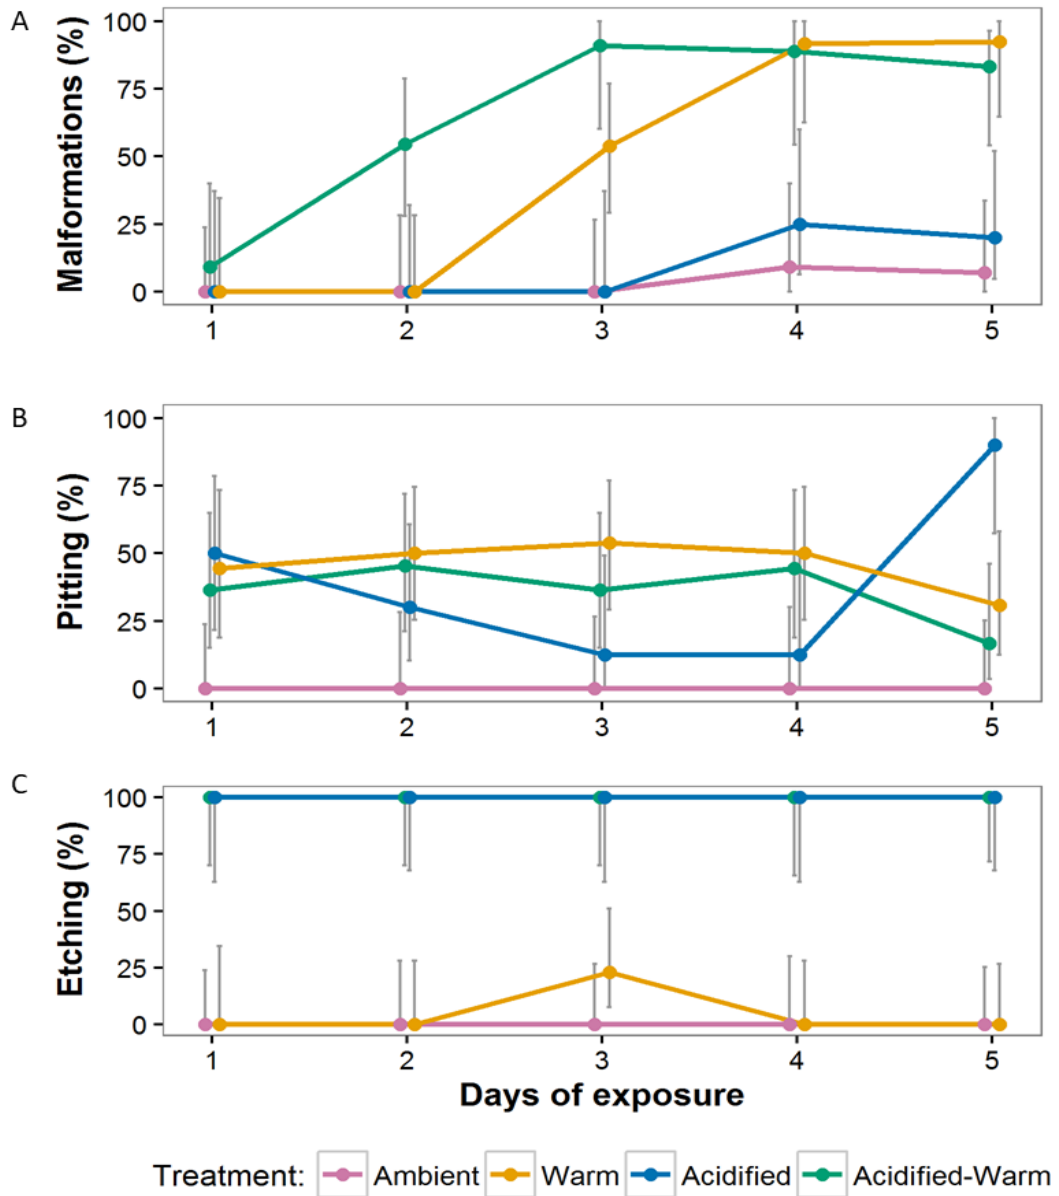 A
Malformations (%)
100
75
50
25
0
1 2 3 4 5
B
Pitting (%)
100
75
50
25
0
1 2 3 4 5
C
Etching (%)
100
75
50
25
0
1 2 3 4 5
Days of exposure
Treatment: Ambient Warm Acidified Acidified-Warm